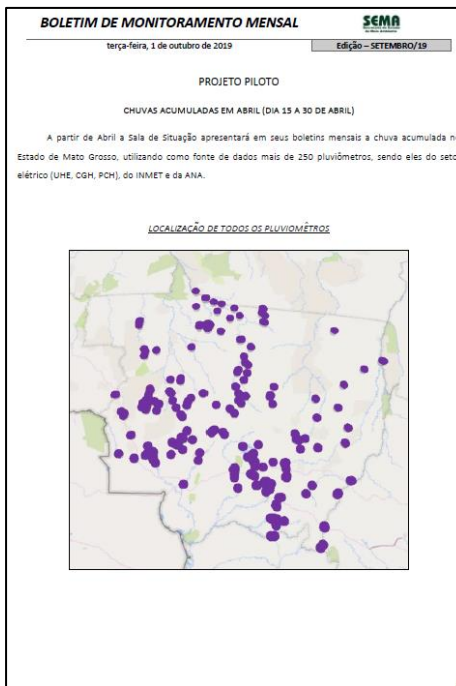 BOLETIM DE MONITORAMENTO MENSAL
SEMA
terça-feira, 1 de outubro de 2019
Edição – SETEMBRO/19
PROJETO PILOTO
CHUVAS ACUMULADAS EM ABRIL (DIA 15 A 30 DE ABRIL)
A partir de Abril a Sala de Situação apresentará em seus boletins mensais a chuva acumulada n
Estado de Mato Grosso, utilizando como fonte de dados mais de 250 pluviômetros, sendo eles do seto
elétrico (UHE, CGH, PCH), do INMET e da ANA.
LOCALIZAÇÃO DE TODOS OS PLUVIOMÊTROS